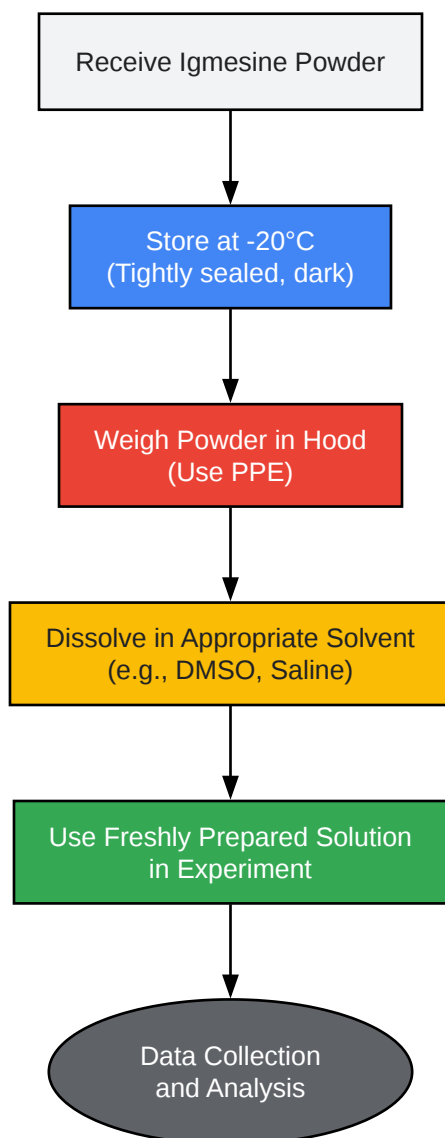 Receive Igmesine Powder
Store at -20°C
(Tightly sealed, dark)
Weigh Powder in Hood
(Use PPE)
Dissolve in Appropriate Solvent
(e.g., DMSO, Saline)
Use Freshly Prepared Solution
in Experiment
Data Collection
and Analysis